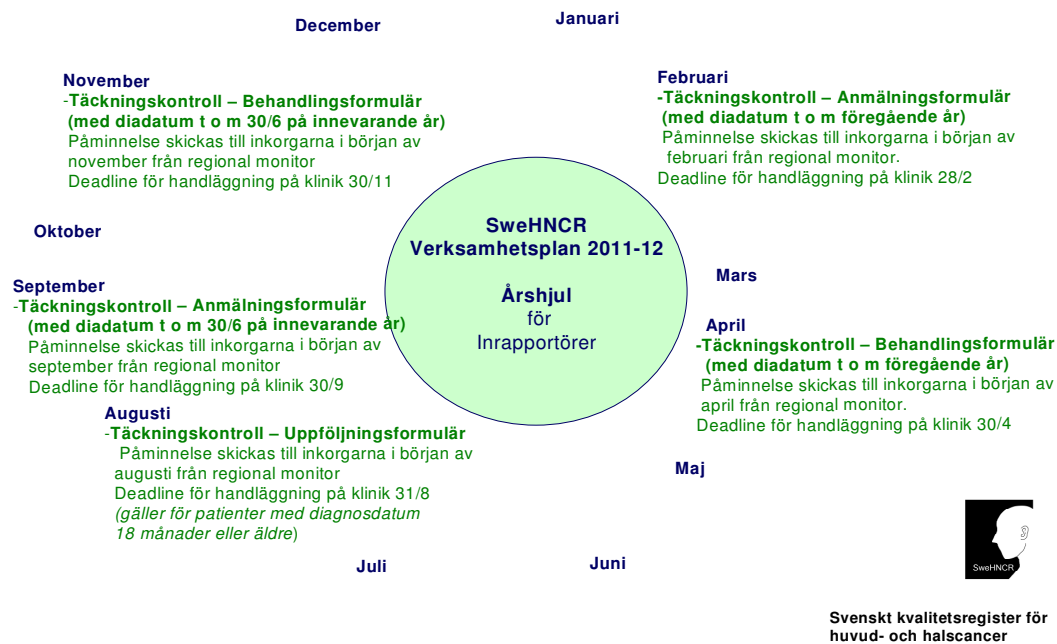 Januari
Februari
-Täckningskontroll – Anmälningsformulär
(med diadatum t o m föregående år)
Påminnelse skickas till inkorgarna i början av
februari från regional monitor.
Deadline för handläggning på klinik 28/2
Mars
April
-Täckningskontroll – Behandlingsformulär
(med diadatum t o m föregående år)
Påminnelse skickas till inkorgarna i början av
april från regional monitor.
Deadline för handläggning på klinik 30/4
Maj
Juni
Juli
Augusti
-Täckningskontroll – Uppföljningsformulär
Påminnelse skickas till inkorgarna i början av
augusti från regional monitor
Deadline för handläggning på klinik 31/8
(gäller för patienter med diagnosdatum
18 månader eller äldre)
September
-Täckningskontroll – Anmälningsformulär
(med diadatum t o m 30/6 på innevarande år)
Påminnelse skickas till inkorgarna i början av
september från regional monitor
Deadline för handläggning på klinik 30/9
Oktober
November
-Täckningskontroll – Behandlingsformulär
(med diadatum t o m 30/6 på innevarande år)
Påminnelse skickas till inkorgarna i början av
november från regional monitor
Deadline för handläggning på klinik 30/11
December
SweHNCR
Verksamhetsplan 2011-12
Årshjul
för
Inrapportörer
SweHNCR
Svenskt kvalitetsregister för
huvud- och halscancer